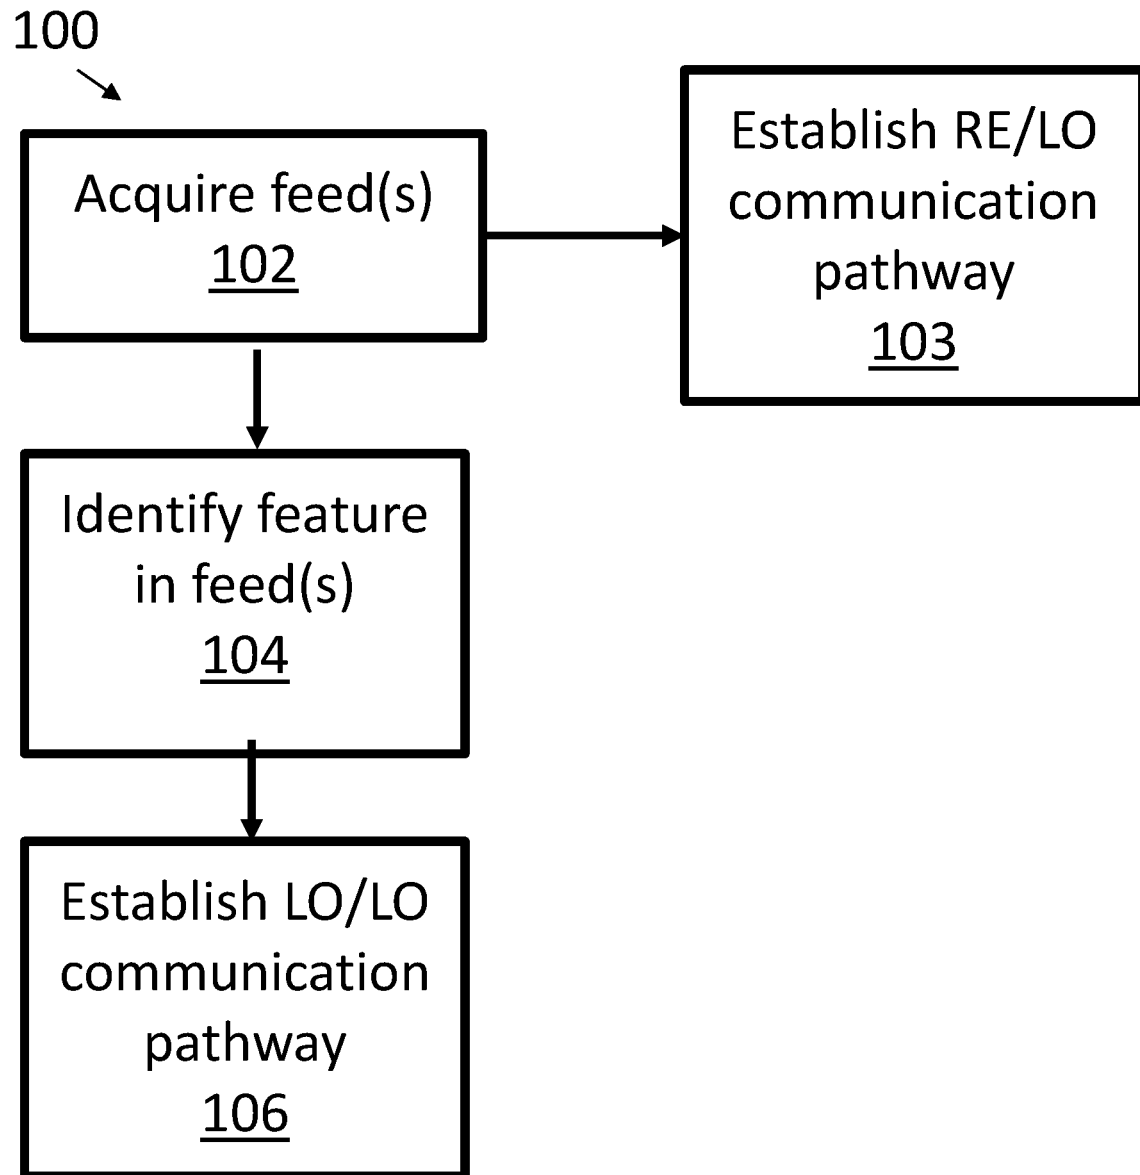 100
Acquire feed(s)
102
Establish RE/LO
communication
pathway
103
Identify feature
in feed(s)
104
Establish LO/LO
communication
pathway
106